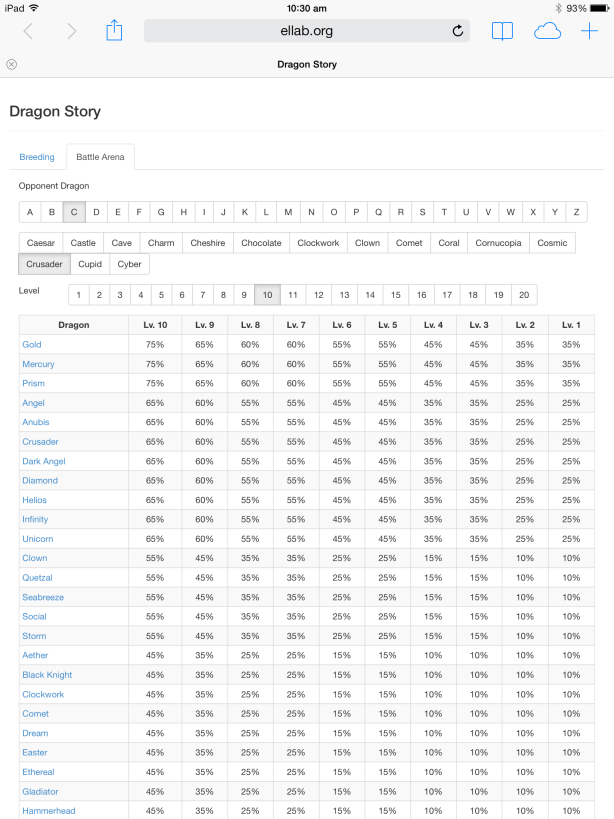 iPad 10:30 am 93%
ellab.org
Dragon Story
Dragon Story
Breeding Battle Arena
Opponent Dragon
A B C D E F G H I J K L M N O P Q R S T U V W X Y Z
Caesar Castle Cave Charm Cheshire Chocolate Clockwork Clown Comet Coral Cornucopia Cosmic
Crusader Cupid Cyber
Level 1 2 3 4 5 6 7 8 9 10 11 12 13 14 15 16 17 18 19 20
Dragon Lv. 10 Lv. 9 Lv. 8 Lv. 7 Lv. 6 Lv. 5 Lv. 4 Lv. 3 Lv. 2 Lv. 1
Gold 75% 65% 60% 60% 55% 55% 45% 45% 35% 35%
Mercury 75% 65% 60% 60% 55% 55% 45% 45% 35% 35%
Prism 75% 65% 60% 60% 55% 55% 45% 45% 35% 35%
Angel 65% 60% 55% 55% 45% 45% 35% 35% 25% 25%
Anubis 65% 60% 55% 55% 45% 45% 35% 35% 25% 25%
Crusader 65% 60% 55% 55% 45% 45% 35% 35% 25% 25%
Dark Angel 65% 60% 55% 55% 45% 45% 35% 35% 25% 25%
Diamond 65% 60% 55% 55% 45% 45% 35% 35% 25% 25%
Helios 65% 60% 55% 55% 45% 45% 35% 35% 25% 25%
Infinity 65% 60% 55% 55% 45% 45% 35% 35% 25% 25%
Unicorn 65% 60% 55% 55% 45% 45% 35% 35% 25% 25%
Clown 55% 45% 35% 35% 25% 25% 15% 15% 10% 10%
Quetzal 55% 45% 35% 35% 25% 25% 15% 15% 10% 10%
Seabreeze 55% 45% 35% 35% 25% 25% 15% 15% 10% 10%
Social 55% 45% 35% 35% 25% 25% 15% 15% 10% 10%
Storm 55% 45% 35% 35% 25% 25% 15% 15% 10% 10%
Aether 45% 35% 25% 25% 15% 15% 10% 10% 10% 10%
Black Knight 45% 35% 25% 25% 15% 15% 10% 10% 10% 10%
Clockwork 45% 35% 25% 25% 15% 15% 10% 10% 10% 10%
Comet 45% 35% 25% 25% 15% 15% 10% 10% 10% 10%
Dream 45% 35% 25% 25% 15% 15% 10% 10% 10% 10%
Easter 45% 35% 25% 25% 15% 15% 10% 10% 10% 10%
Ethereal 45% 35% 25% 25% 15% 15% 10% 10% 10% 10%
Gladiator 45% 35% 25% 25% 15% 15% 10% 10% 10% 10%
Hammerhead 45% 35% 25% 25% 15% 15% 10% 10% 10% 10%